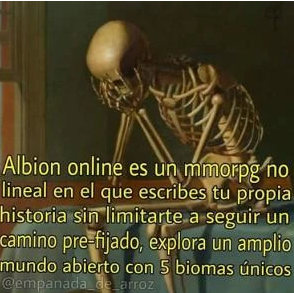 Albion online es un mmorpg no
lineal en el que escribes tu propia
historia sin limitarte a seguir un
camino pre-fijado, explora un amplio
mundo abierto con 5 biomas únicos
@empanada_de_arroz